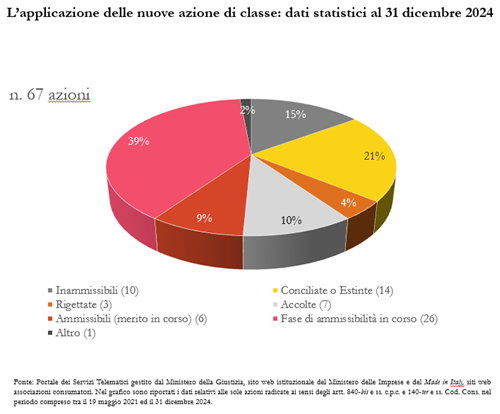 L'applicazione delle nuove azione di classe: dati statistici al 31 dicembre 2024
n. 67 azioni
2%
15%
39%
21%
4%
9%
10%
Inammissibili (10)
Conciliate o Estinte (14)
Rigettate (3)
Accolte (7)
Ammissibili (merito in corso) (6)
Fase di ammissibilità in corso (26)
Altro (1)
Fonte: Portale dei Servizi Telematici gestito dal Ministero della Giustizia, sito web istituzionale del Ministero delle Imprese e del Made in Italy, siti web
associazioni consumatori. Nel grafico sono riportati i dati relativi alle sole azioni radicate ai sensi degli artt. 840-bis e ss. c.p.c. e 140-ter e ss. Cod. Cons. nel
periodo compreso tra il 19 maggio 2021 ed il 31 dicembre 2024.